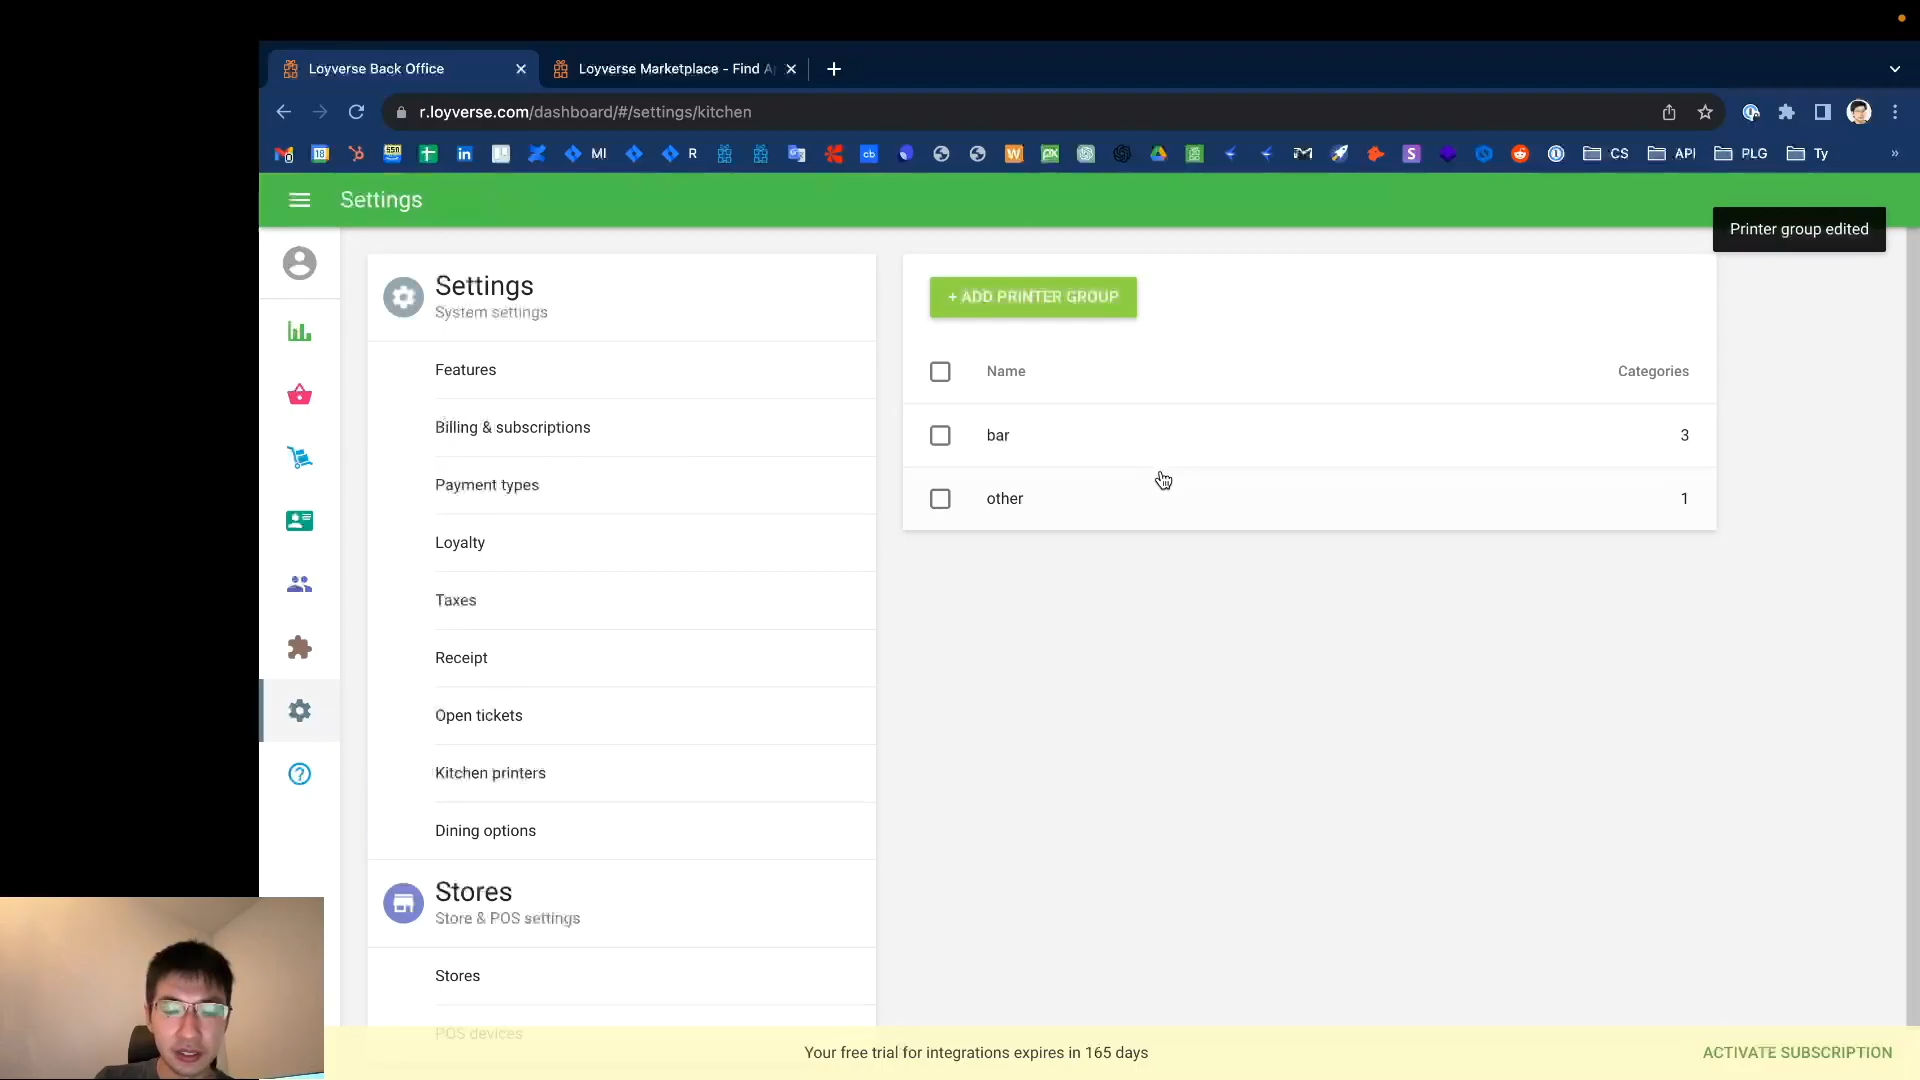 Loyverse Back Office
Loyverse Marketplace - Find Ap
r.loyverse.com/dashboard/#/settings/kitchen
MI
R
CS
API
PLG
Ty
Settings
Printer group edited
Settings
System settings
+ ADD PRINTER GROUP
Name
Categories
Features
bar
3
Billing & subscriptions
Payment types
other
1
Loyalty
Taxes
Receipt
Open tickets
Kitchen printers
Dining options
Stores
Store & POS settings
Stores
POS devices
Your free trial for integrations expires in 165 days
ACTIVATE SUBSCRIPTION